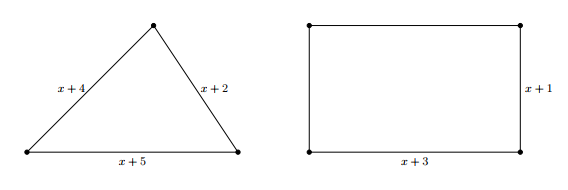 x + 4
x + 2
x + 5
x + 1
x + 3